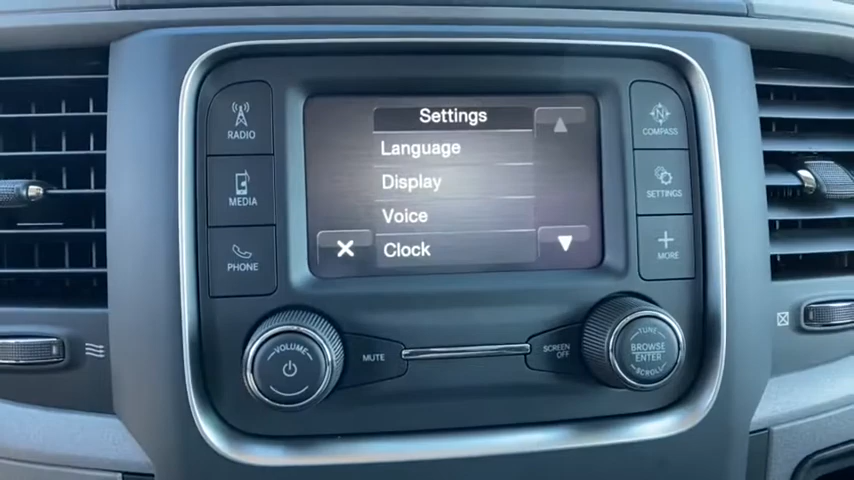 RADIO
MEDIA
PHONE
Settings
Language
Display
Voice
Clock
N
COMPASS
SETTINGS
MORE
VOLUME
MUTE
SCREEN
OFF
TUNE
BROWSE
ENTER
SCROLL